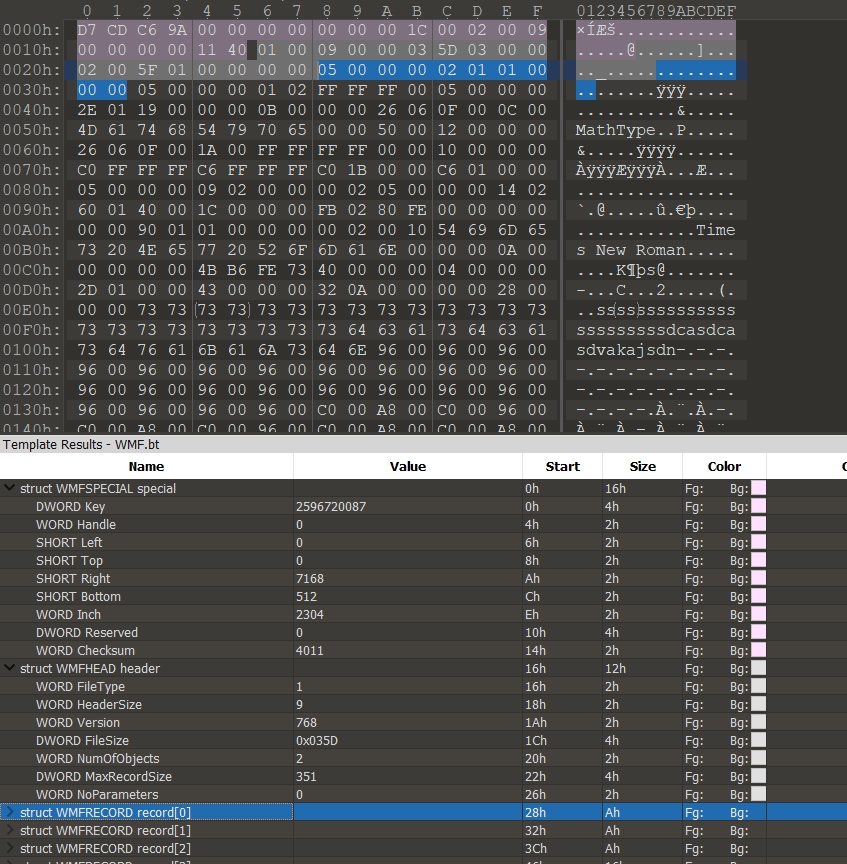 0 1 2 3 4 5 6 7 8 9 A B C D E F 0123456789ABCDEF
0000h: D7 CD C6 9A 00 00 00 00 00 00 00 1C 00 02 00 09 ×ÍÆš............
0010h: 00 00 00 00 11 40 01 00 09 00 00 03 5D 03 00 00 .....@......]...
0020h: 02 00 5F 01 00 00 00 00 05 00 00 00 02 01 01 00 .._.............
0030h: 00 00 05 00 00 00 01 02 FF FF FF 00 05 00 00 00 ........ÿÿÿ.....
0040h: 2E 01 19 00 00 00 0B 00 00 00 26 06 0F 00 0C 00 ..........&.....
0050h: 4D 61 74 68 54 79 70 65 00 00 50 00 12 00 00 00 MathType..P.....
0060h: 26 06 0F 00 1A 00 FF FF FF FF 00 00 10 00 00 00 &.....ÿÿÿÿ......
0070h: C0 FF FF FF C6 FF FF FF C0 1B 00 00 C6 01 00 00 ÀÿÿÿÆÿÿÿÀ...Æ...
0080h: 05 00 00 00 09 02 00 00 00 02 05 00 00 00 14 02 ................
0090h: 60 01 40 00 1C 00 00 00 FB 02 80 FE 00 00 00 00 `.@.....û.€þ....
00A0h: 00 00 90 01 01 00 00 00 00 02 00 10 54 69 6D 65 ............Time
00B0h: 73 20 4E 65 77 20 52 6F 6D 61 6E 00 00 00 0A 00 s New Roman.....
00C0h: 00 00 00 00 4B B6 FE 73 40 00 00 00 04 00 00 00 ....K¶þs@.......
00D0h: 2D 01 00 00 43 00 00 00 32 0A 00 00 00 00 28 00 -...C...2.....(.
00E0h: 00 00 73 73 73 73 73 73 73 73 73 73 73 73 73 73 ..ssssssssssssss
00F0h: 73 73 73 73 73 73 73 73 73 64 63 61 73 64 63 61 sssssssssdcasdca
0100h: 73 64 76 61 6B 61 6A 73 64 6E 96 00 96 00 96 00 sdvakajsdn–.–.–.
0110h: 96 00 96 00 96 00 96 00 96 00 96 00 96 00 96 00 –.–.–.–.–.–.–.–.
0120h: 96 00 96 00 96 00 96 00 96 00 96 00 96 00 96 00 –.–.–.–.–.–.–.–.
0130h: 96 00 96 00 96 00 96 00 C0 00 A8 00 C0 00 96 00 –.–.–.–.À.¨.À.–.
0140h: C0 00 A8 00 C0 00 96 00 C0 00 A8 00 C0 00 A8 00
Template Results - WMF.bt
Name Value Start Size Color
struct WMFSPECIAL special 0h 16h Fg: Bg:
DWORD Key 2596720087 0h 4h Fg: Bg:
WORD Handle 0 4h 2h Fg: Bg:
SHORT Left 0 6h 2h Fg: Bg:
SHORT Top 0 8h 2h Fg: Bg:
SHORT Right 7168 Ah 2h Fg: Bg:
SHORT Bottom 512 Ch 2h Fg: Bg:
WORD Inch 2304 Eh 2h Fg: Bg:
DWORD Reserved 0 10h 4h Fg: Bg:
WORD Checksum 4011 14h 2h Fg: Bg:
struct WMFHEAD header 16h 12h Fg: Bg:
WORD FileType 1 16h 2h Fg: Bg:
WORD HeaderSize 9 18h 2h Fg: Bg:
WORD Version 768 1Ah 2h Fg: Bg:
DWORD FileSize 0x035D 1Ch 4h Fg: Bg:
WORD NumOfObjects 2 20h 2h Fg: Bg:
DWORD MaxRecordSize 351 22h 4h Fg: Bg:
WORD NoParameters 0 26h 2h Fg: Bg:
struct WMFRECORD record[0] 28h Ah Fg: Bg:
struct WMFRECORD record[1] 32h Ah Fg: Bg:
struct WMFRECORD record[2] 3Ch Ah Fg: Bg: